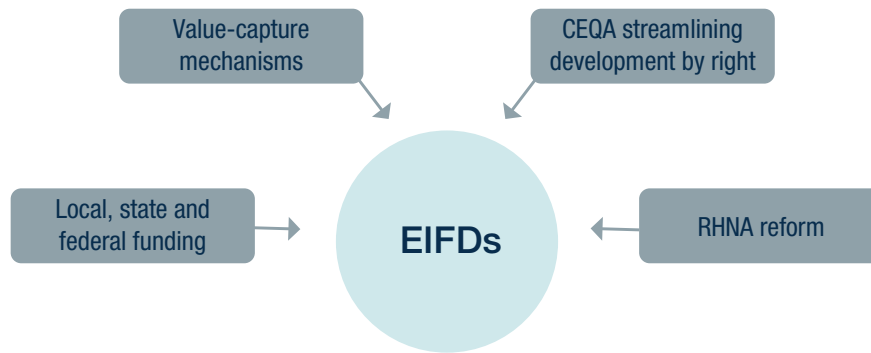 Value-capture
mechanisms
CEQA streamlining
development by right
Local, state and
federal funding
EIFDs
RHNA reform